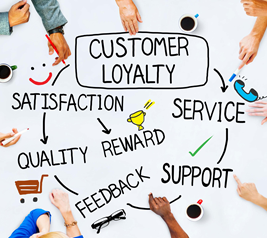 CUSTOMER
LOYALTY
SATISFACTION
SERVICE
QUALITY
REWARD
FEEDBACK
SUPPORT